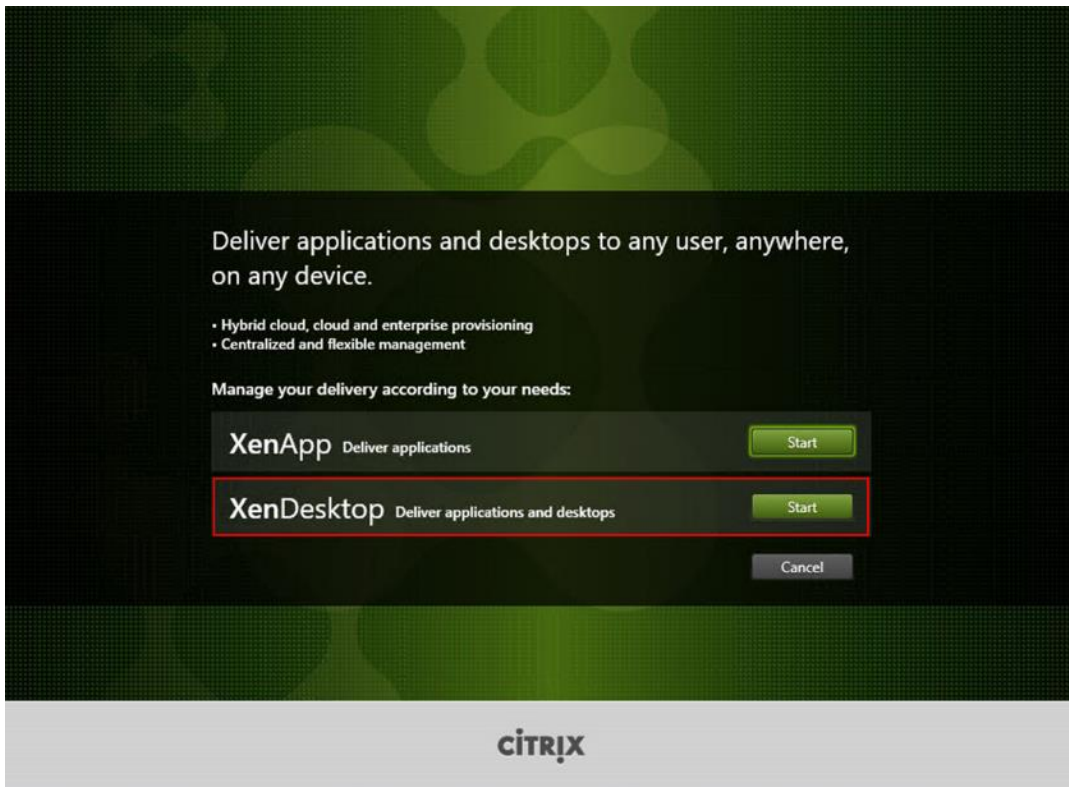 Deliver applications and desktops to any user, anywhere,
on any device.
• Hybrid cloud, cloud and enterprise provisioning
• Centralized and flexible management
Manage your delivery according to your needs:
XenApp Deliver applications Start
XenDesktop Deliver applications and desktops Start
Cancel
CİTRỊX